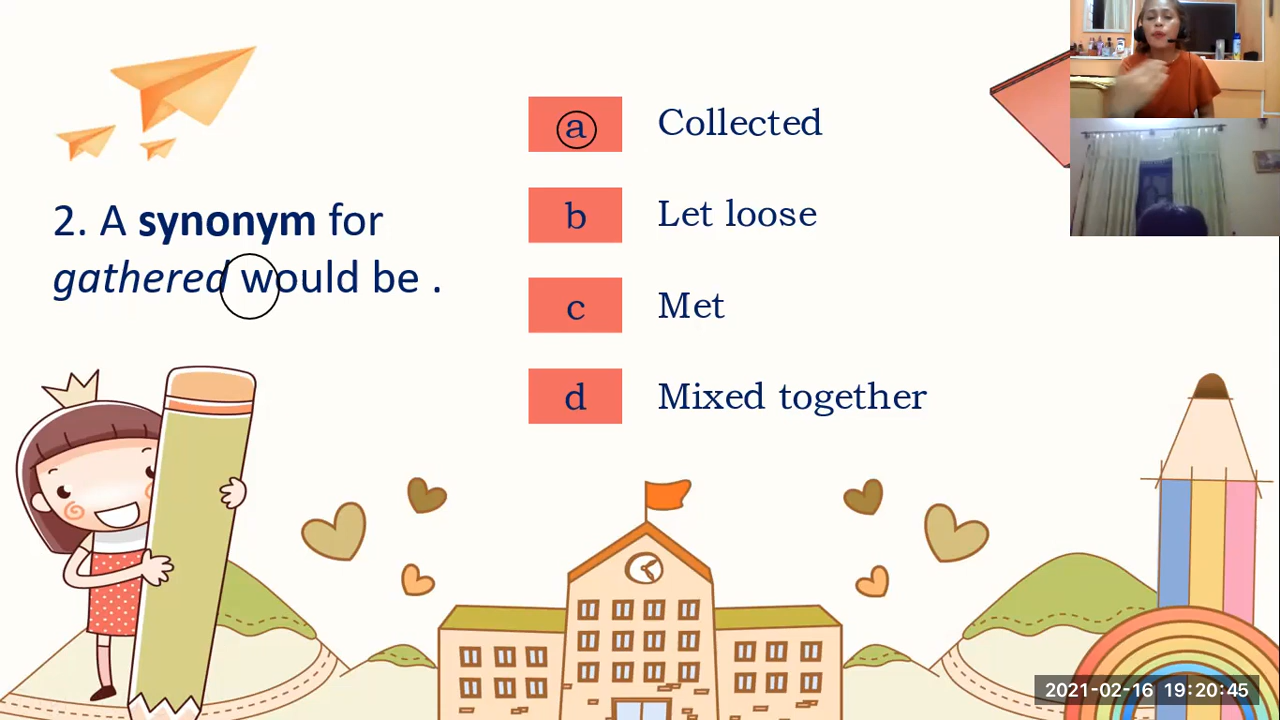 2. A synonym for
gathered would be .
a Collected
b Let loose
c Met
d Mixed together
2021-02-16 19:20:45